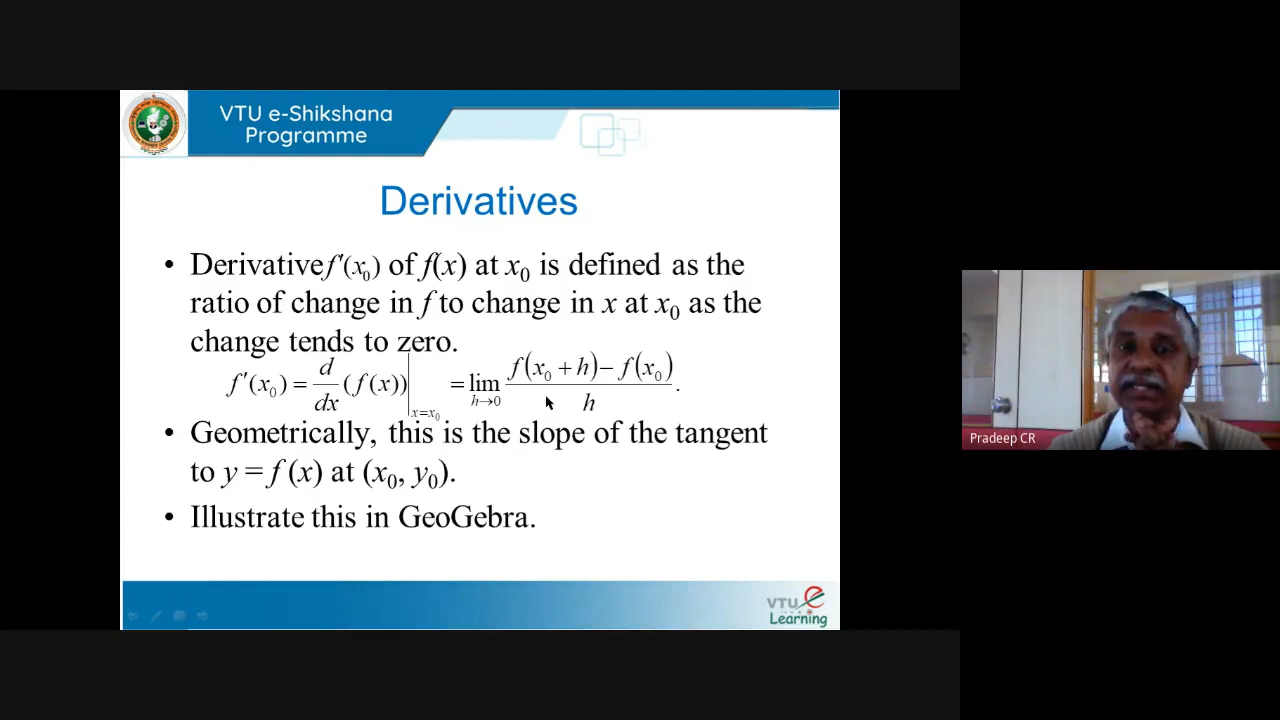 VTU e-Shikshana
Programme
Derivatives
• Derivative f′(x₀) of f(x) at x₀ is defined as the
ratio of change in f to change in x at x₀ as the
change tends to zero.
f′(x₀) = d/dx (f(x))|ₓ₌ₓ₀ = lim h→0 (f(x₀ + h) − f(x₀))/h.
• Geometrically, this is the slope of the tangent
to y = f (x) at (x₀, y₀).
• Illustrate this in GeoGebra.
VTU e
Learning
Pradeep CR